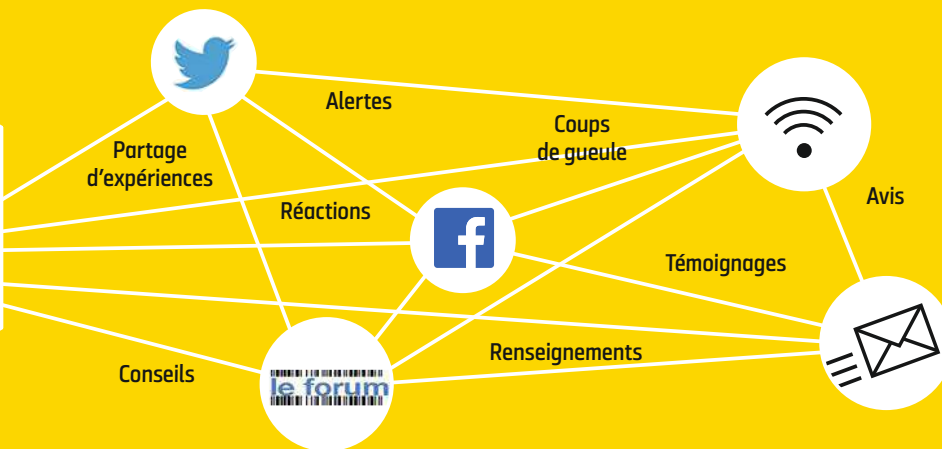 Alertes
Coups
de gueule
Partage
d'expériences
Avis
Réactions
Témoignages
Renseignements
Conseils
le forum